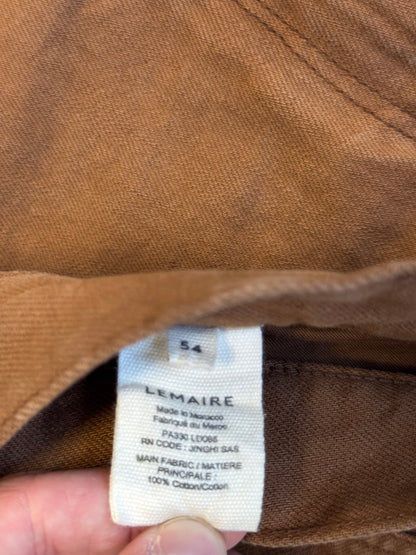 54
LEMAIRE
Made in Morocco
Fabriqué au Maroc
PA330 LD086
RN CODE : JINGHI SAS
MAIN FABRIC / MATIERE
PRINCIPALE :
100% Cotton/Cotton